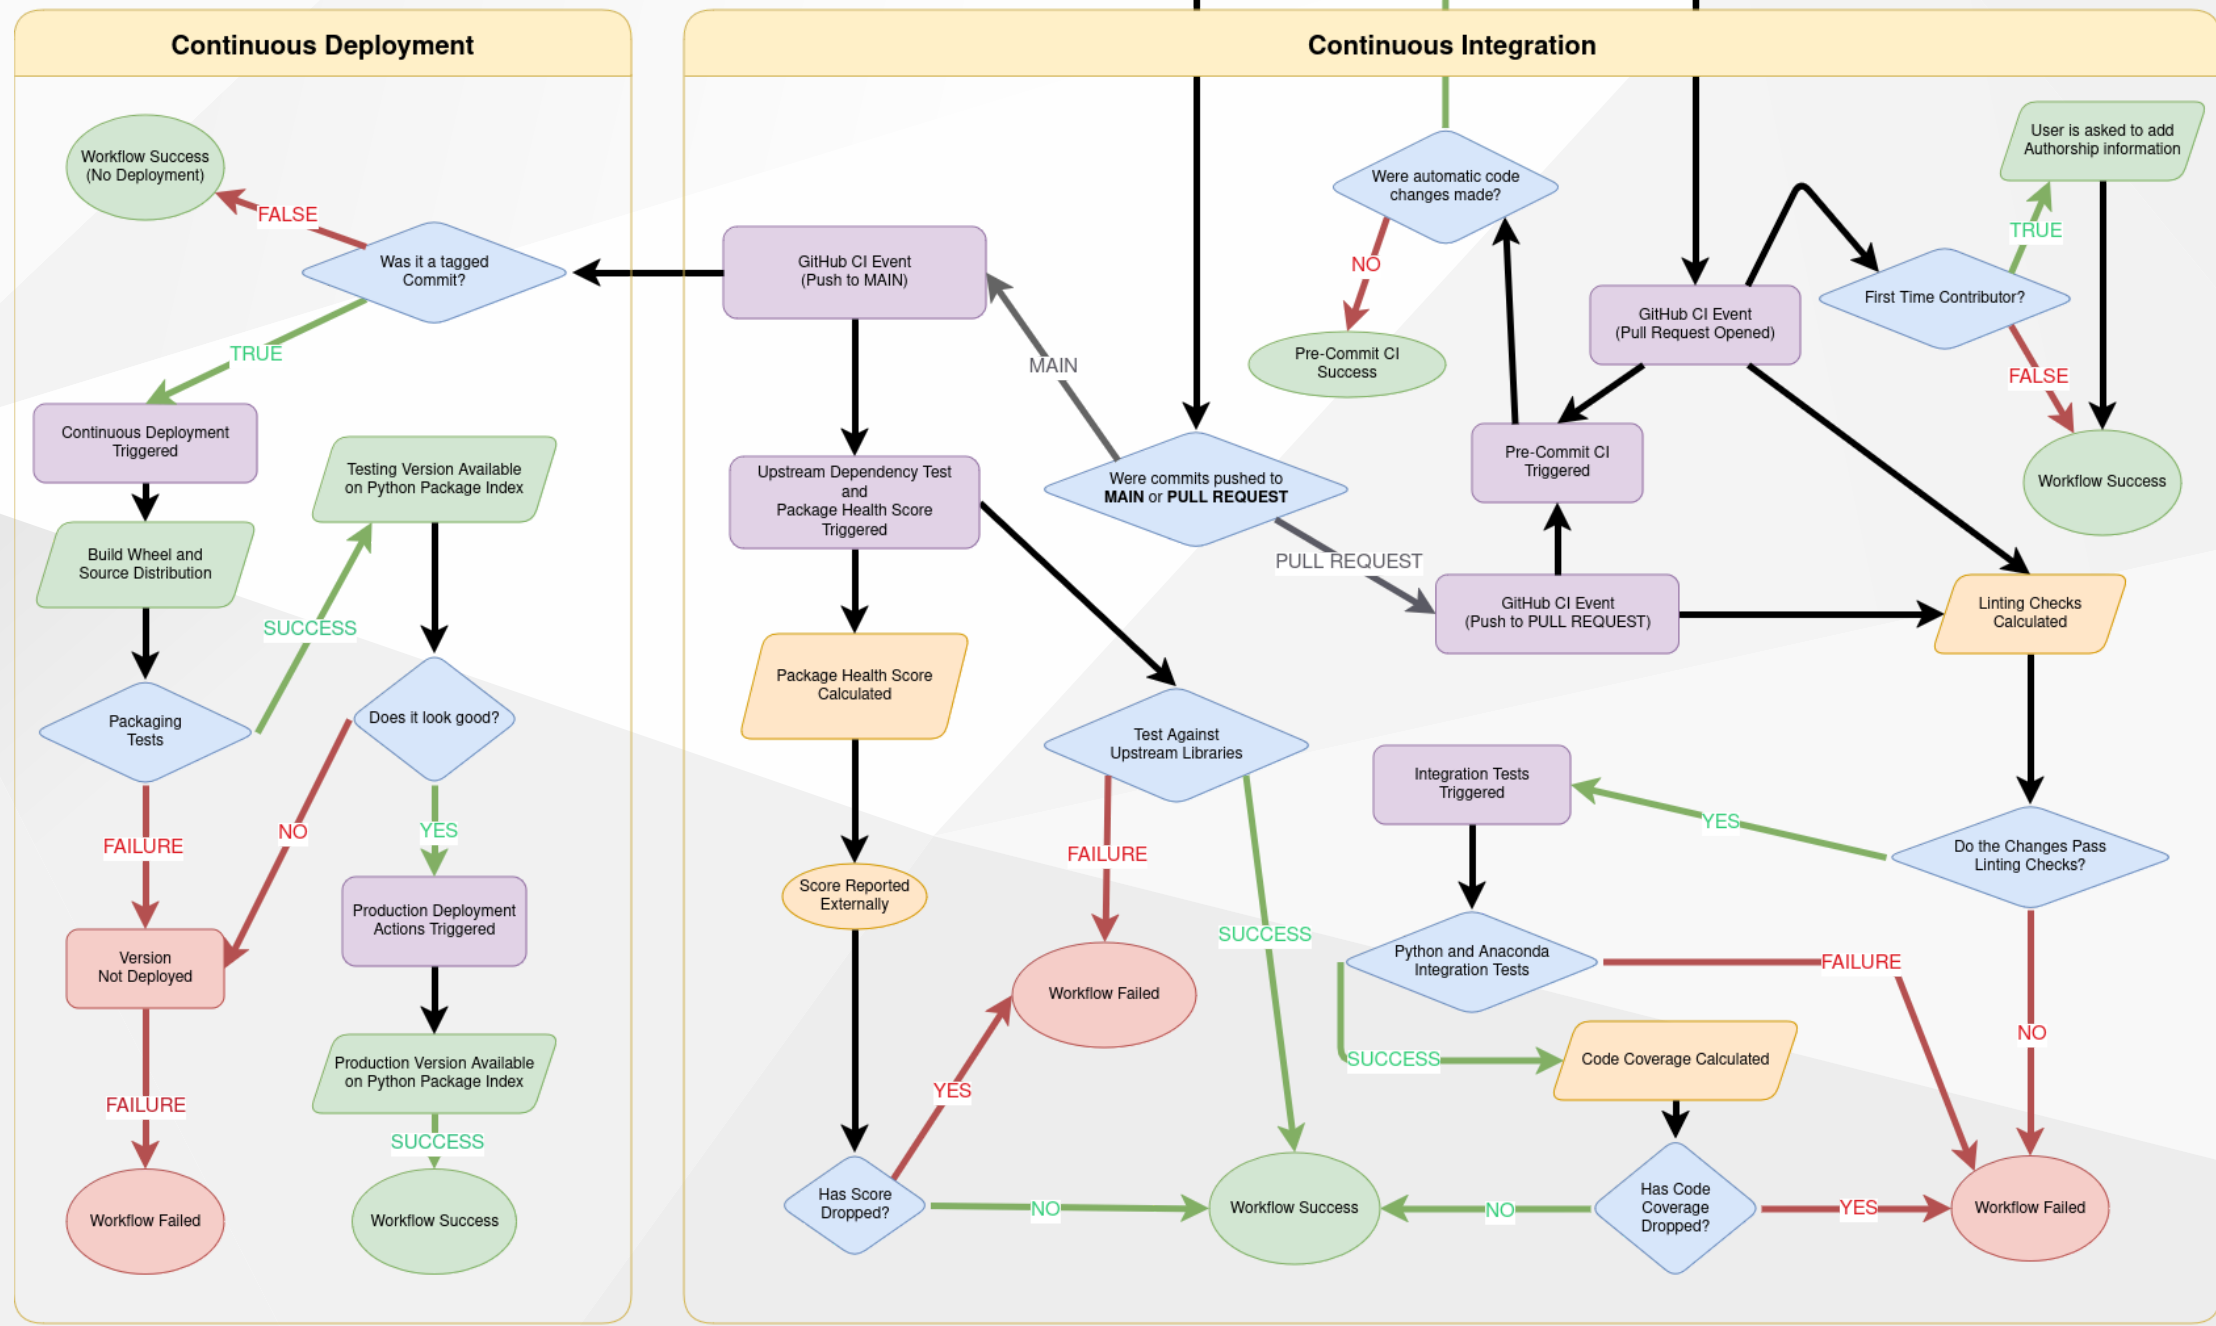 Continuous Deployment
Workflow Success
(No Deployment)
FALSE
Was it a tagged
Commit?
TRUE
Continuous Deployment
Triggered
Testing Version Available
on Python Package Index
Build Wheel and
Source Distribution
SUCCESS
Packaging
Tests
Does it look good?
FAILURE
NO
YES
Version
Not Deployed
Production Deployment
Actions Triggered
Production Version Available
on Python Package Index
FAILURE
SUCCESS
Workflow Failed
Workflow Success
Continuous Integration
User is asked to add
Authorship information
Were automatic code
changes made?
TRUE
GitHub CI Event
(Push to MAIN)
NO
First Time Contributor?
GitHub CI Event
(Pull Request Opened)
MAIN
Pre-Commit CI
Success
FALSE
Upstream Dependency Test
and
Package Health Score
Triggered
Were commits pushed to
MAIN or PULL REQUEST
Pre-Commit CI
Triggered
Workflow Success
PULL REQUEST
GitHub CI Event
(Push to PULL REQUEST)
Linting Checks
Calculated
Package Health Score
Calculated
Test Against
Upstream Libraries
Integration Tests
Triggered
YES
Do the Changes Pass
Linting Checks?
FAILURE
Score Reported
Externally
SUCCESS
Python and Anaconda
Integration Tests
FAILURE
Workflow Failed
NO
SUCCESS
Code Coverage Calculated
YES
Has Score
Dropped?
NO
Workflow Success
NO
Has Code
Coverage
Dropped?
YES
Workflow Failed